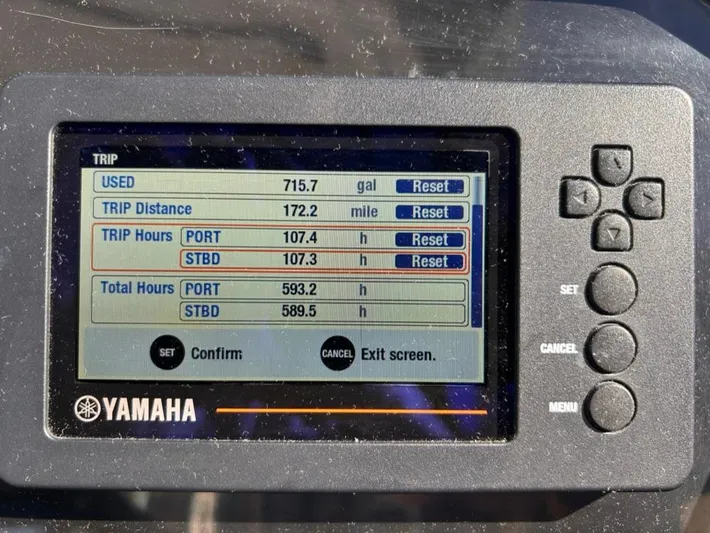 TRIP
USED 715.7 gal Reset
TRIP Distance 172.2 mile Reset
TRIP Hours PORT 107.4 h Reset
STBD 107.3 h Reset
Total Hours PORT 593.2 h
STBD 589.5 h
SET Confirm CANCEL Exit screen.
YAMAHA
SET
CANCEL
MENU